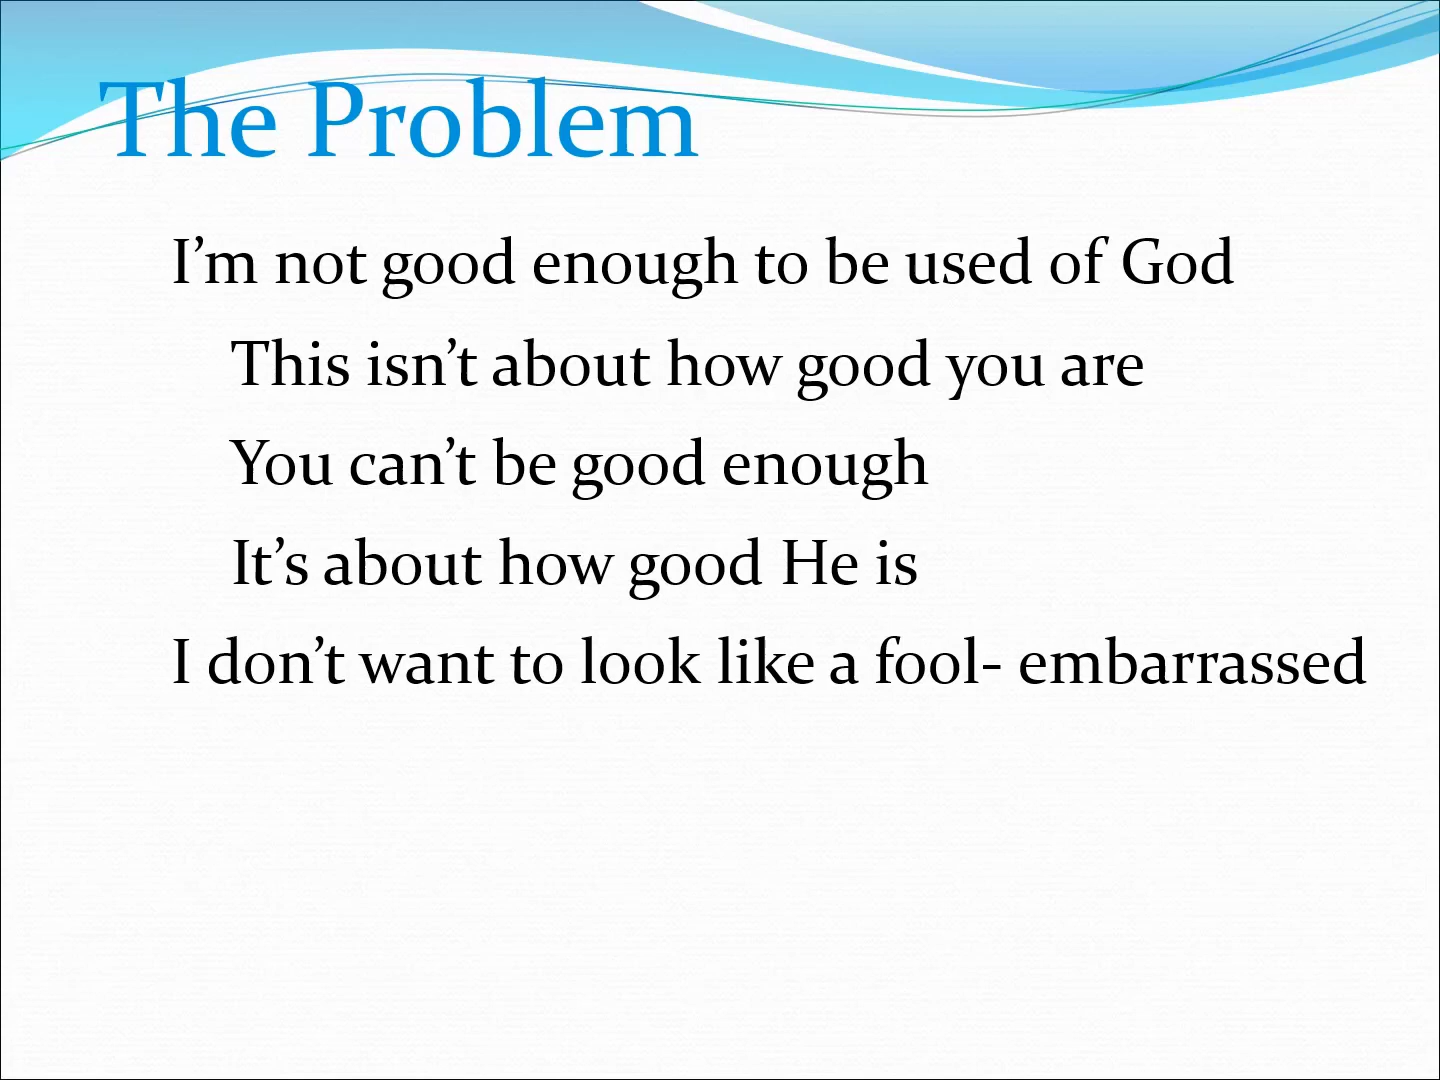 The Problem
I’m not good enough to be used of God
This isn’t about how good you are
You can’t be good enough
It’s about how good He is
I don’t want to look like a fool- embarrassed